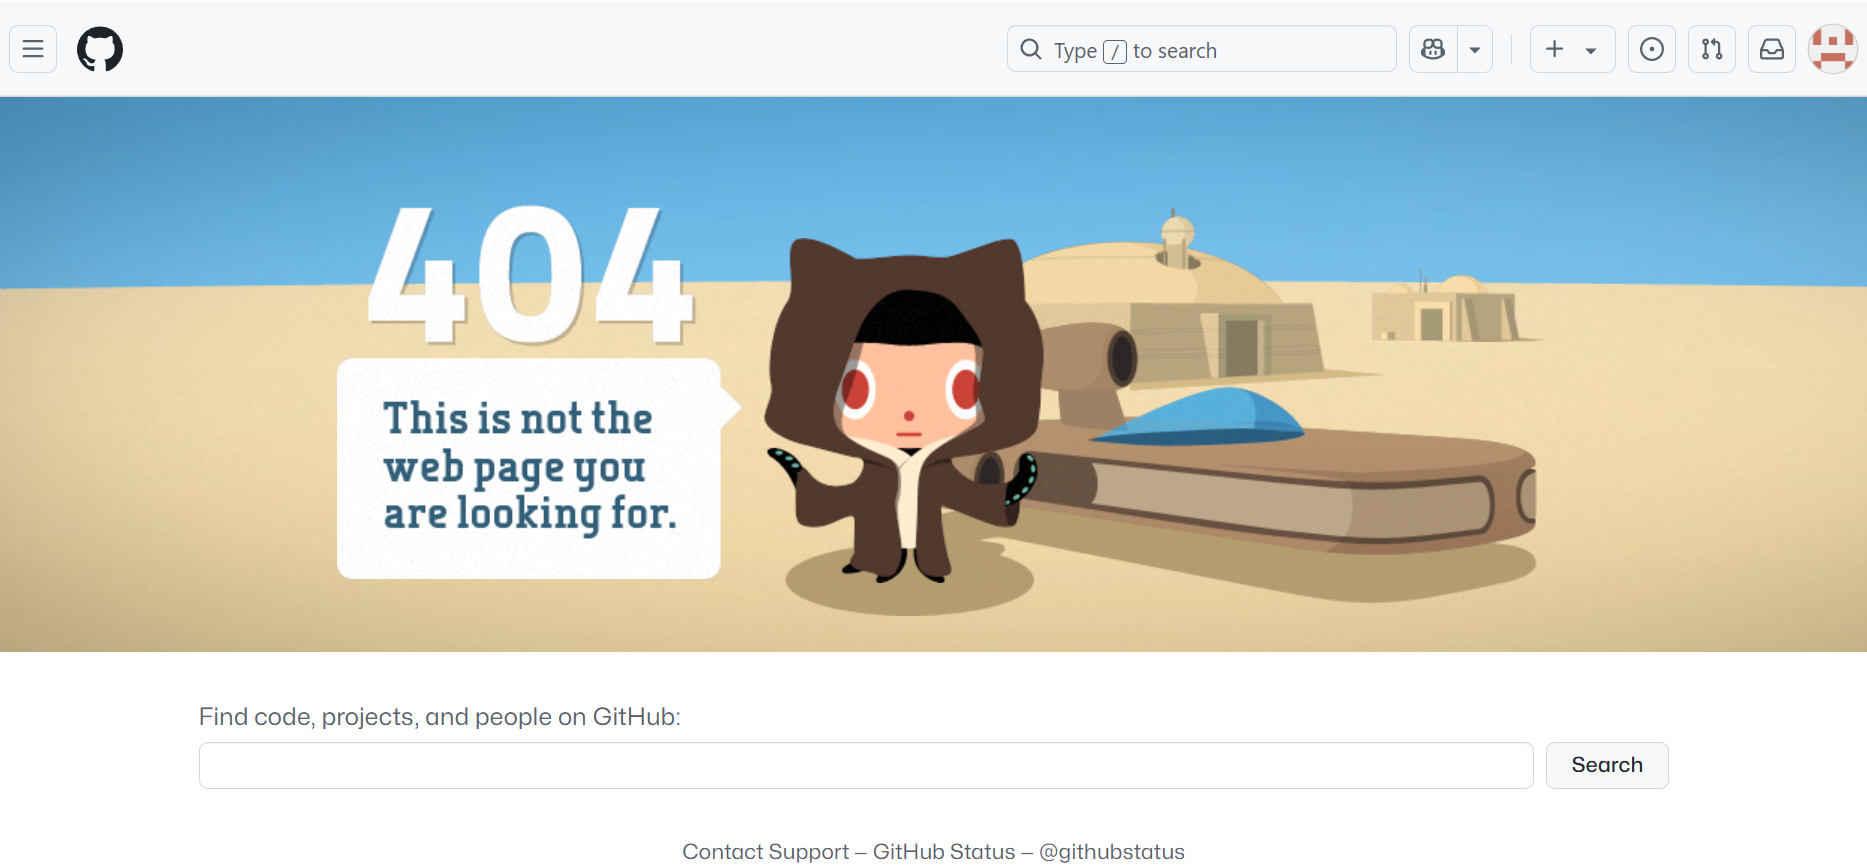 Type / to search
404
This is not the
web page you
are looking for.
Find code, projects, and people on GitHub:
Search
Contact Support — GitHub Status — @githubstatus